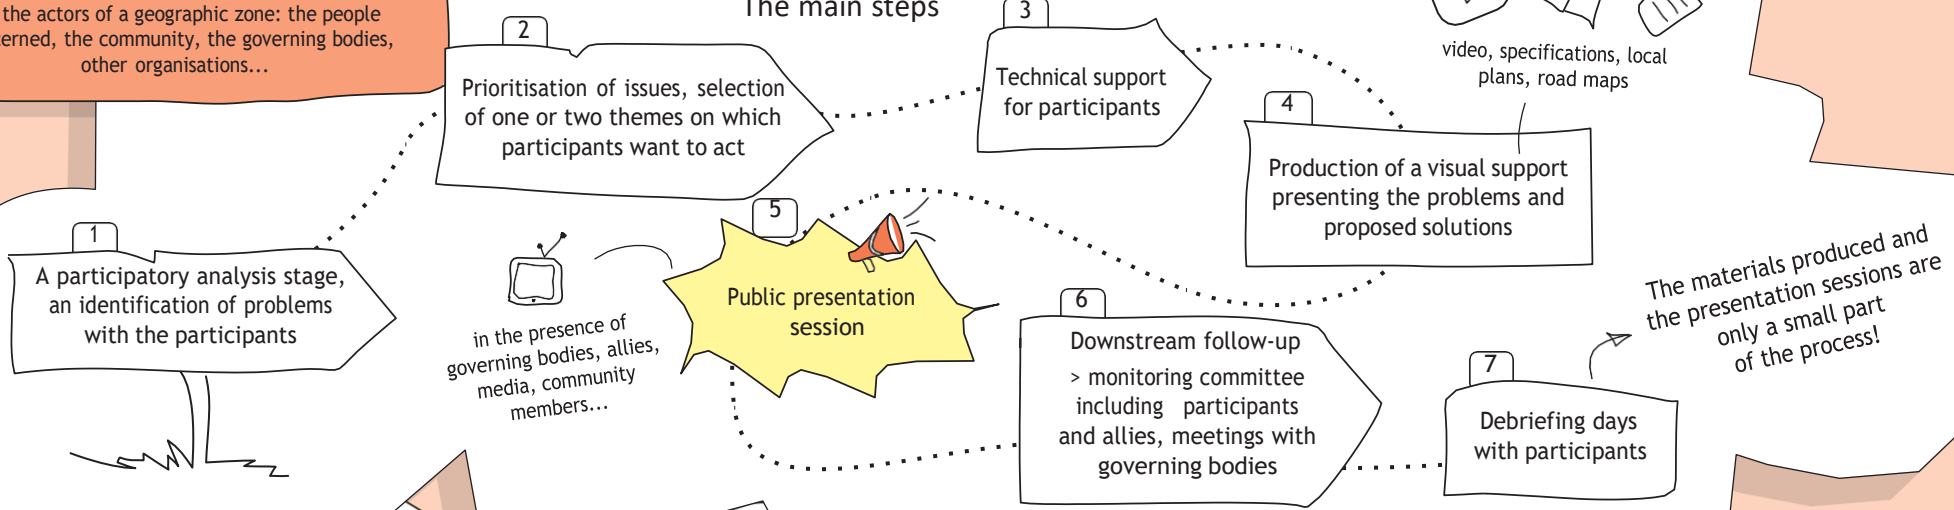 the actors of a geographic zone: the people
cerned, the community, the governing bodies,
other organisations...
The main steps
1
A participatory analysis stage,
an identification of problems
with the participants
2
Prioritisation of issues, selection
of one or two themes on which
participants want to act
3
Technical support
for participants
video, specifications, local
plans, road maps
4
Production of a visual support
presenting the problems and
proposed solutions
5
Public presentation
session
in the presence of
governing bodies, allies,
media, community
members...
6
Downstream follow-up
> monitoring committee
including participants
and allies, meetings with
governing bodies
7
Debriefing days
with participants
The materials produced and
the presentation sessions are
only a small part
of the process!